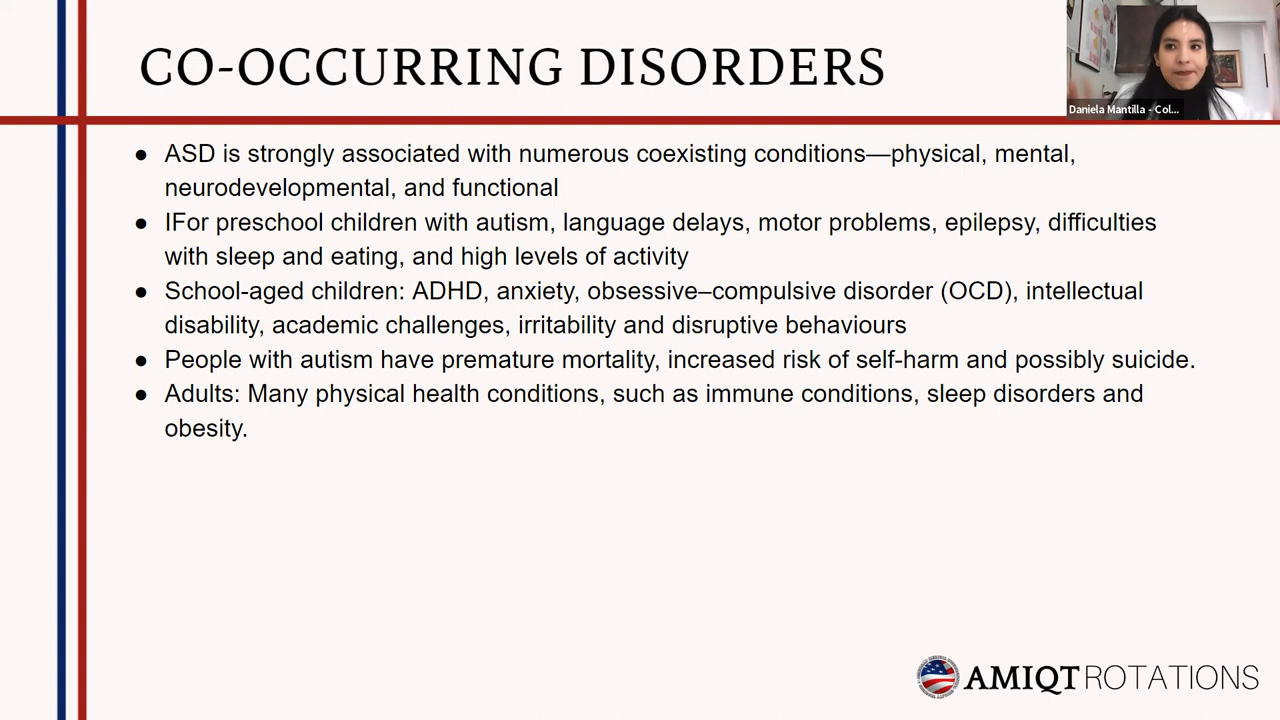 CO-OCCURRING DISORDERS
Daniela Mantilla - Col...
● ASD is strongly associated with numerous coexisting conditions—physical, mental,
neurodevelopmental, and functional
● IFor preschool children with autism, language delays, motor problems, epilepsy, difficulties
with sleep and eating, and high levels of activity
● School-aged children: ADHD, anxiety, obsessive–compulsive disorder (OCD), intellectual
disability, academic challenges, irritability and disruptive behaviours
● People with autism have premature mortality, increased risk of self-harm and possibly suicide.
● Adults: Many physical health conditions, such as immune conditions, sleep disorders and
obesity.
AMIQT ROTATIONS